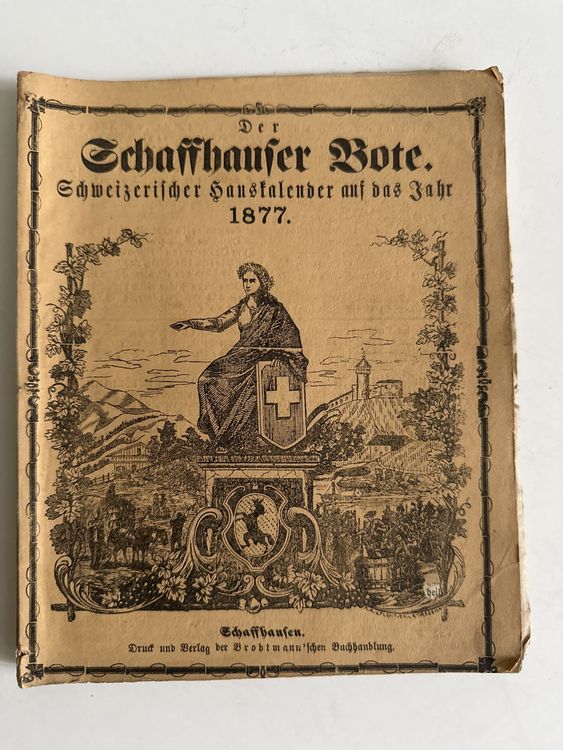 Der
Schaffhauser Bote.
Schweizerischer Hauskalender auf das Jahr
1877.
Schaffhausen.
Druck und Verlag der Brodtmann'schen Buchhandlung.